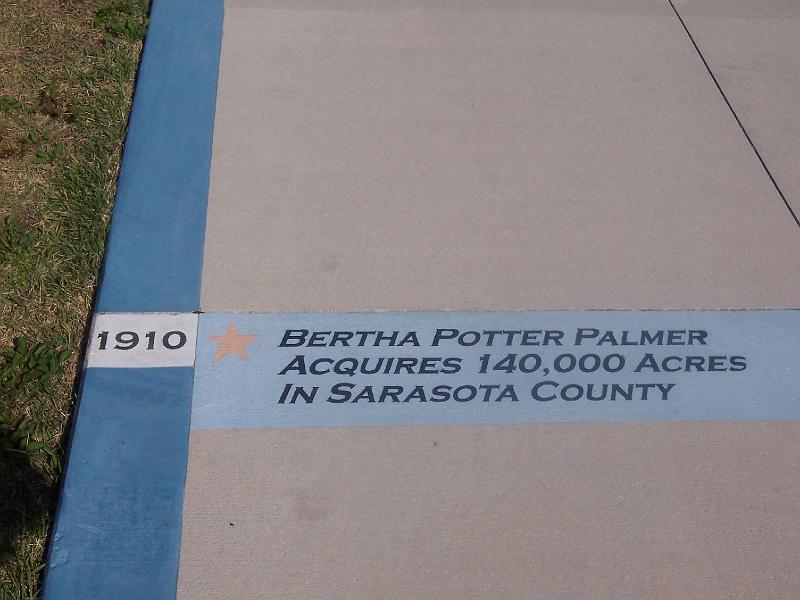 1910
BERTHA POTTER PALMER
ACQUIRES 140,000 ACRES
IN SARASOTA COUNTY